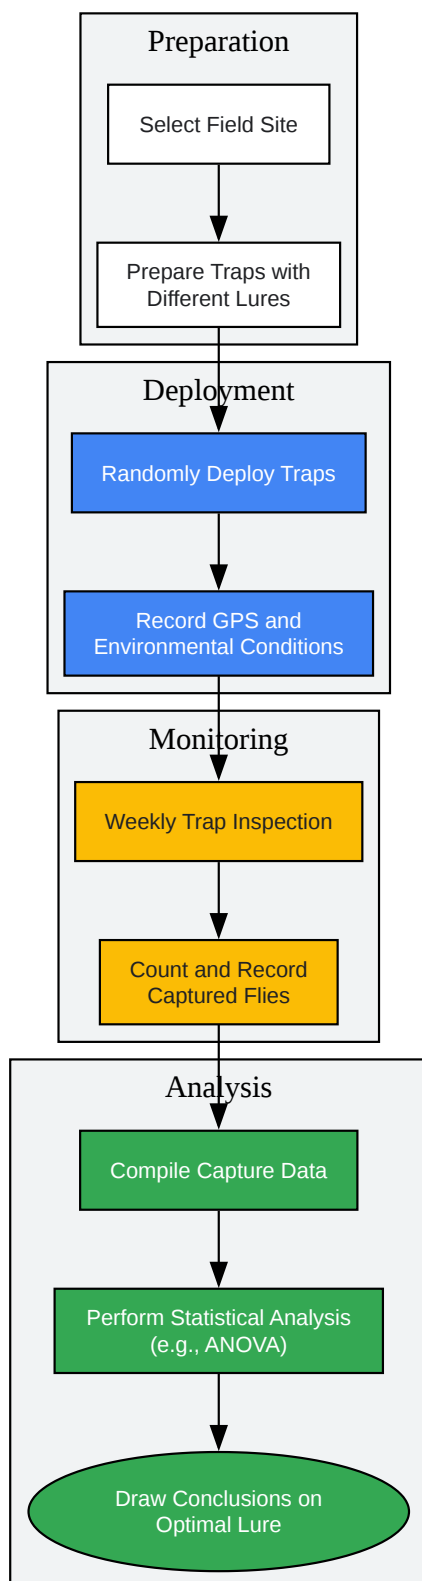 Preparation
Select Field Site
Prepare Traps with
Different Lures
Deployment
Randomly Deploy Traps
Record GPS and
Environmental Conditions
Monitoring
Weekly Trap Inspection
Count and Record
Captured Flies
Analysis
Compile Capture Data
Perform Statistical Analysis
(e.g., ANOVA)
Draw Conclusions on
Optimal Lure